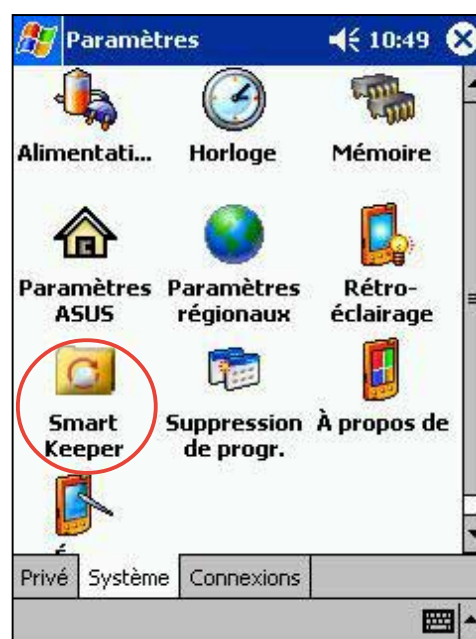 Paramètres 10:49
Alimentati... Horloge Mémoire
Paramètres ASUS
Paramètres régionaux
Rétro-éclairage
Smart Keeper
Suppression de progr.
À propos de
Privé Système Connexions